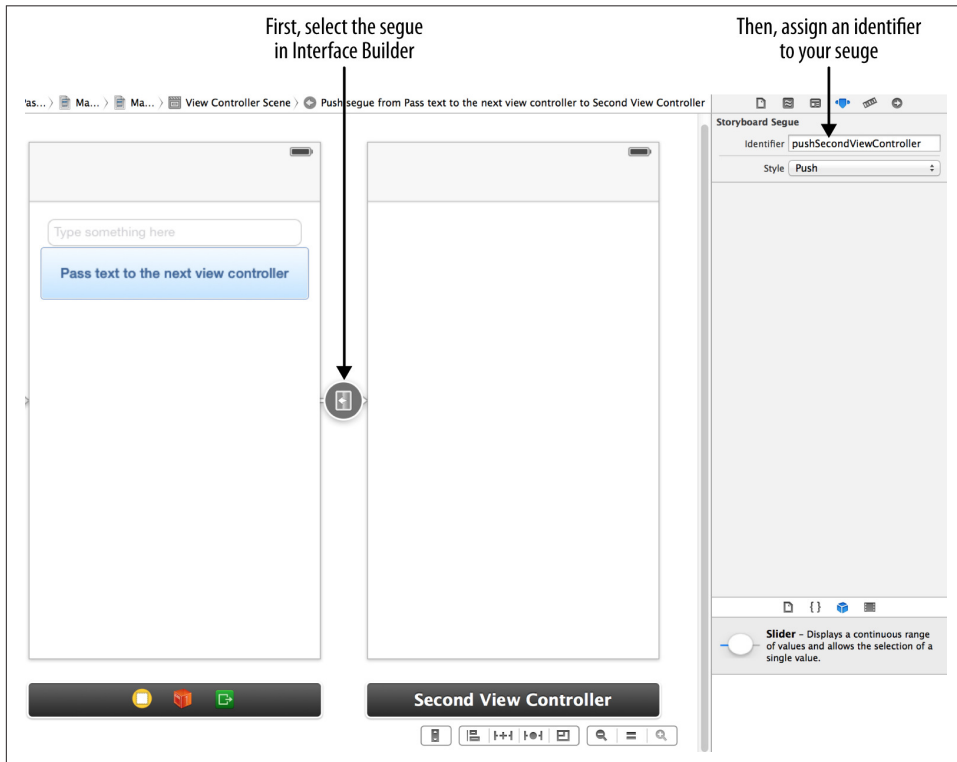 First, select the segue
in Interface Builder
Then, assign an identifier
to your seuge
as... 〉 Ma... 〉 Ma... 〉 View Controller Scene 〉 Push segue from Pass text to the next view controller to Second View Controller
Storyboard Segue
Identifier pushSecondViewController
Style Push
Type something here
Pass text to the next view controller
{ }
Slider – Displays a continuous range
of values and allows the selection of a
single value.
Second View Controller